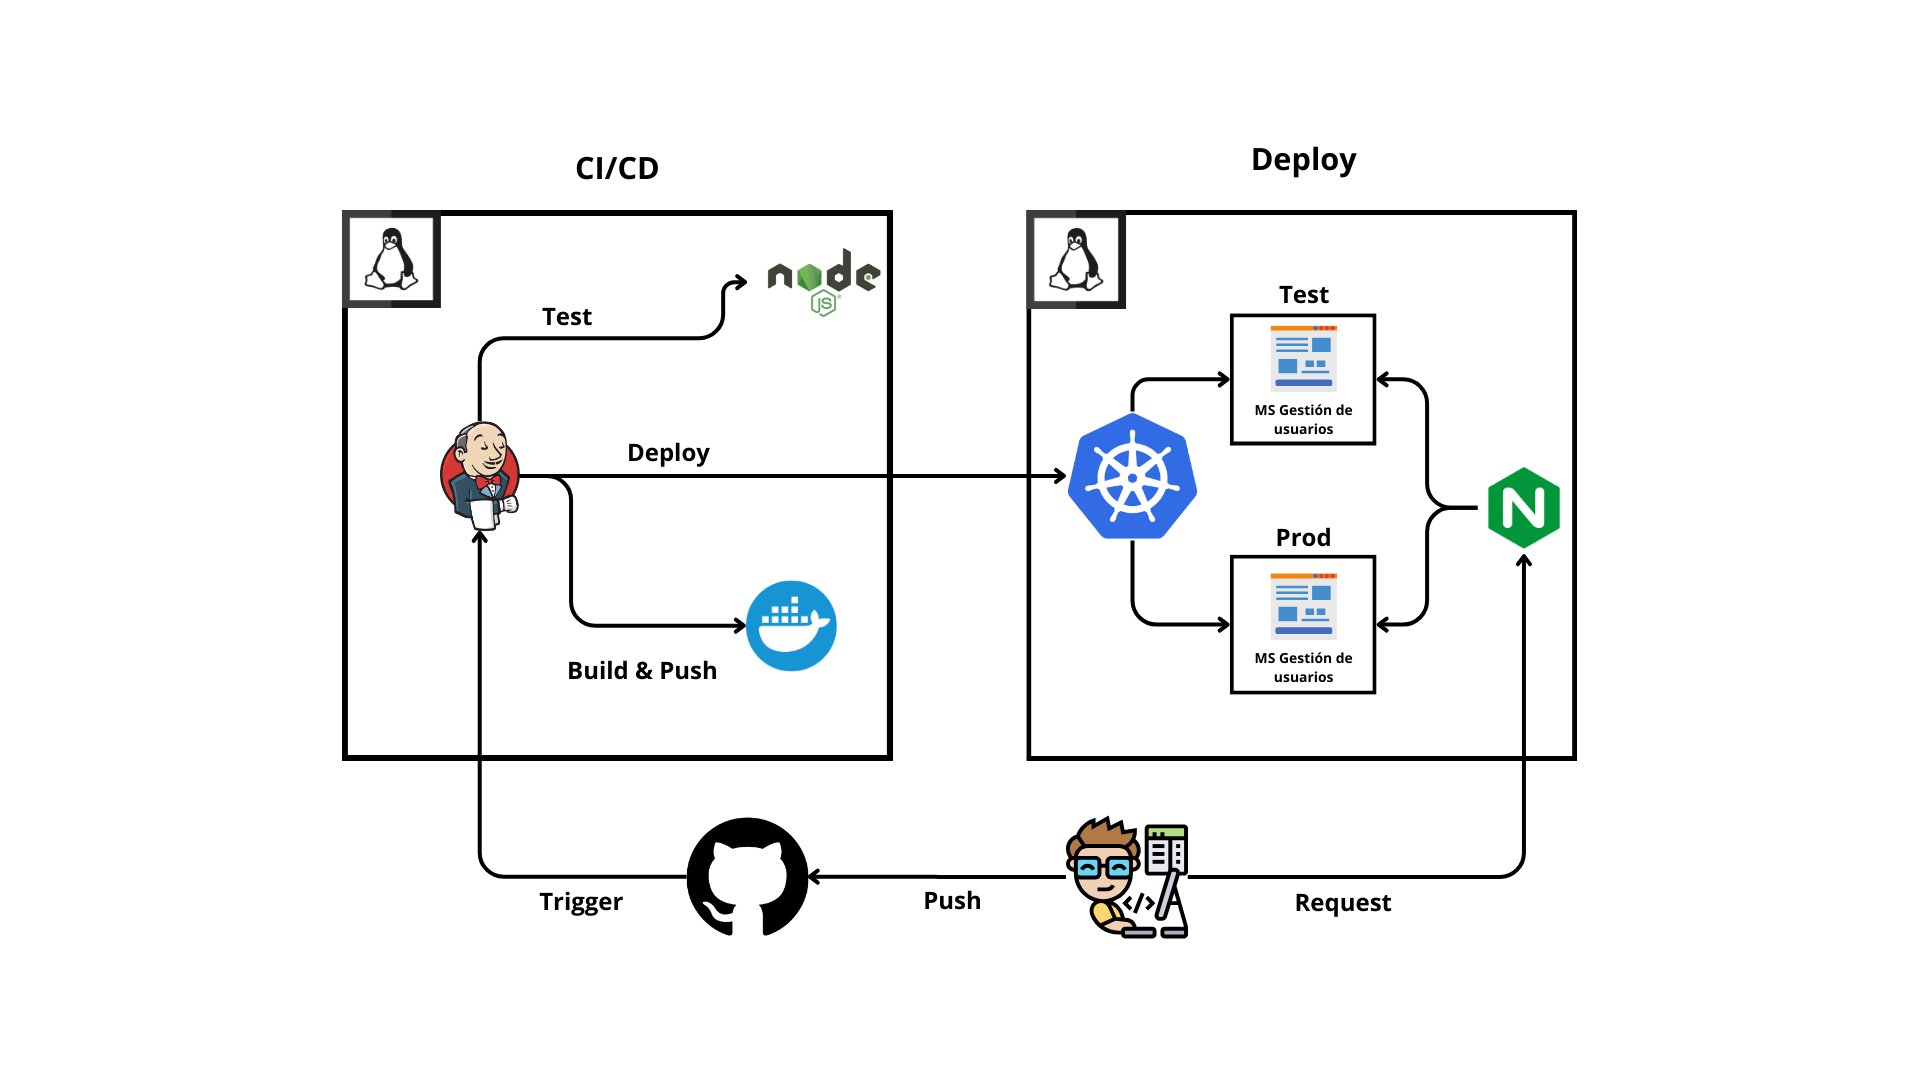 CI/CD
Deploy
node
JS
Test
Test
MS Gestión de
usuarios
Deploy
N
Prod
MS Gestión de
usuarios
Build & Push
</>
Trigger
Push
Request